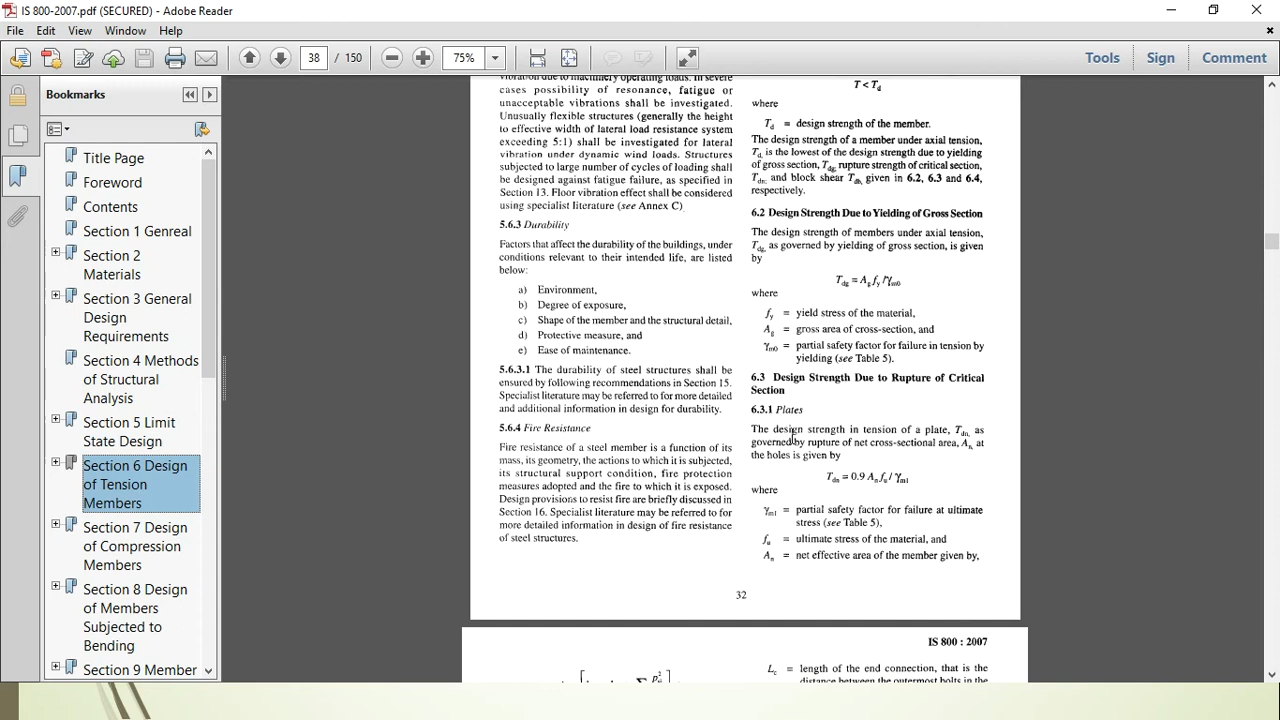 IS 800-2007.pdf (SECURED) - Adobe Reader
File Edit View Window Help
38 / 150
75%
Tools Sign Comment
Bookmarks
Title Page
Foreword
Contents
Section 1 Genreal
Section 2
Materials
Section 3 General
Design
Requirements
Section 4 Methods
of Structural
Analysis
Section 5 Limit
State Design
Section 6 Design
of Tension
Members
Section 7 Design
of Compression
Members
Section 8 Design
of Members
Subjected to
Bending
Section 9 Member
vibration due to machinery operating loads. In severe
cases possibility of resonance, fatigue or
unacceptable vibrations shall be investigated.
Unusually flexible structures (generally the height
to effective width of lateral load resistance system
exceeding 5:1) shall be investigated for lateral
vibration under dynamic wind loads. Structures
subjected to large number of cycles of loading shall
be designed against fatigue failure, as specified in
Section 13. Floor vibration effect shall be considered
using specialist literature (see Annex C)
5.6.3 Durability
Factors that affect the durability of the buildings, under
conditions relevant to their intended life, are listed
below:
a) Environment,
b) Degree of exposure,
c) Shape of the member and the structural detail,
d) Protective measure, and
e) Ease of maintenance.
5.6.3.1 The durability of steel structures shall be
ensured by following recommendations in Section 15.
Specialist literature may be referred to for more detailed
and additional information in design for durability.
5.6.4 Fire Resistance
Fire resistance of a steel member is a function of its
mass, its geometry, the actions to which it is subjected,
its structural support condition, fire protection
measures adopted and the fire to which it is exposed.
Design provisions to resist fire are briefly discussed in
Section 16. Specialist literature may be referred to for
more detailed information in design of fire resistance
of steel structures.
T < Td
where
Td = design strength of the member.
The design strength of a member under axial tension,
Td, is the lowest of the design strength due to yielding
of gross section, Tdg, rupture strength of critical section,
Tdn, and block shear Tdb, given in 6.2, 6.3 and 6.4,
respectively.
6.2 Design Strength Due to Yielding of Gross Section
The design strength of members under axial tension,
Tdg, as governed by yielding of gross section, is given
by
Tdg = Ag fy /γm0
where
fy = yield stress of the material,
Ag = gross area of cross-section, and
γm0 = partial safety factor for failure in tension by
yielding (see Table 5).
6.3 Design Strength Due to Rupture of Critical
Section
6.3.1 Plates
The design strength in tension of a plate, Tdn, as
governed by rupture of net cross-sectional area, An, at
the holes is given by
Tdn = 0.9 An fu / γm1
where
γm1 = partial safety factor for failure at ultimate
stress (see Table 5),
fu = ultimate stress of the material, and
An = net effective area of the member given by,
32
IS 800 : 2007
Lc = length of the end connection, that is the
distance between the outermost bolts in the